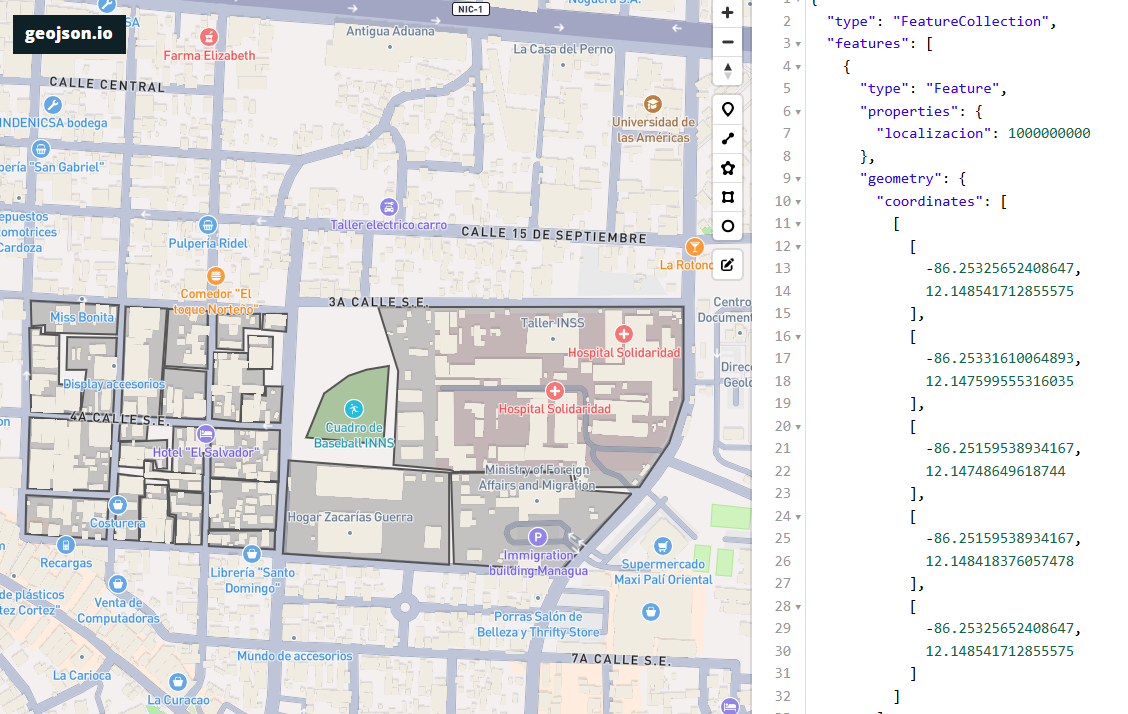 geojson.io
SA
NIC-1
Noguera S.A.
Antigua Aduana
Farma Elizabeth
La Casa del Perno
CALLE CENTRAL
INDENICSA bodega
Universidad de
las Américas
pería "San Gabriel"
epuestos
tomotrices
Cardoza
Taller electrico carro
Pulpería Ridel
CALLE 15 DE SEPTIEMBRE
La Rotond
Comedor "El
toque Norteno"
3A CALLE S.E.
Centro
Document
Miss Bonita
Taller INSS
Hospital Solidaridad
Direc
Geolo
Display accesorios
Hospital Solidaridad
4A CALLE S.E.
Cuadro de
Baseball INNS
Hotel "El Salvador"
Ministry of Foreign
Affairs and Migration
Costurera
Hogar Zacarías Guerra
Recargas
Librería "Santo
Domingo"
Immigration
building Managua
Supermercado
Maxi Palí Oriental
de plásticos
tez Cortez"
Venta de
Computadoras
Porras Salón de
Belleza y Thrifty Store
Mundo de accesorios
7A CALLE S.E.
La Carioca
La Curacao
1 {
2 "type": "FeatureCollection",
3 "features": [
4 {
5 "type": "Feature",
6 "properties": {
7 "localizacion": 1000000000
8 },
9 "geometry": {
10 "coordinates": [
11 [
12 [
13 -86.25325652408647,
14 12.148541712855575
15 ],
16 [
17 -86.25331610064893,
18 12.147599555316035
19 ],
20 [
21 -86.25159538934167,
22 12.14748649618744
23 ],
24 [
25 -86.25159538934167,
26 12.148418376057478
27 ],
28 [
29 -86.25325652408647,
30 12.148541712855575
31 ]
32 ]